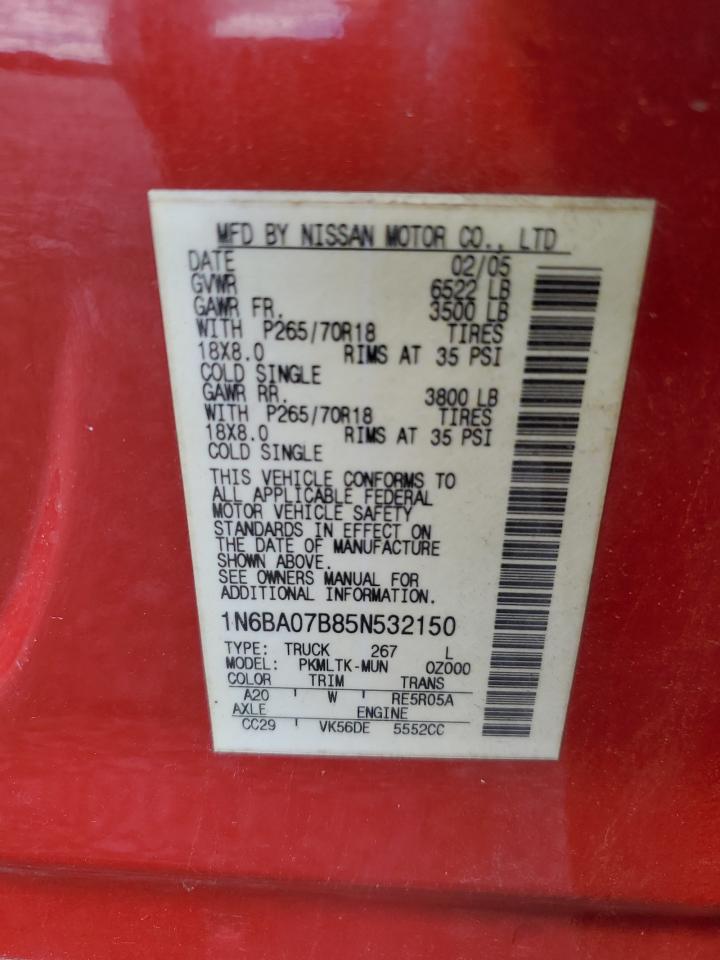 MFD BY NISSAN MOTOR CO., LTD
DATE 02/05
GVWR 6522 LB
GAWR FR. 3500 LB
WITH P265/70R18 TIRES
18X8.0 RIMS AT 35 PSI
COLD SINGLE
GAWR RR. 3800 LB
WITH P265/70R18 TIRES
18X8.0 RIMS AT 35 PSI
COLD SINGLE
THIS VEHICLE CONFORMS TO
ALL APPLICABLE FEDERAL
MOTOR VEHICLE SAFETY
STANDARDS IN EFFECT ON
THE DATE OF MANUFACTURE
SHOWN ABOVE.
SEE OWNERS MANUAL FOR
ADDITIONAL INFORMATION.
1N6BA07B85N532150
TYPE: TRUCK 267 L
MODEL: PKMLTK-MUN 0Z000
COLOR TRIM TRANS
A20 W RE5R05A
AXLE ENGINE
CC29 VK56DE 5552CC